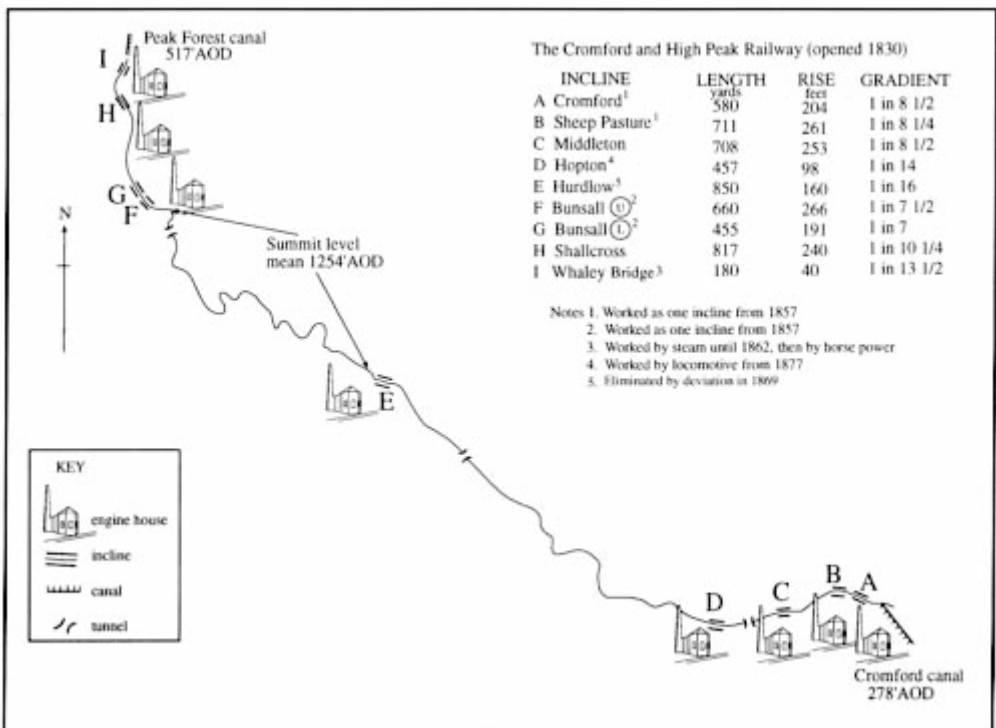 Peak Forest canal
517'AOD
I
H
G
F
N
Summit level
mean 1254'AOD
E
The Cromford and High Peak Railway (opened 1830)
INCLINE LENGTH RISE GRADIENT
yards feet
A Cromford¹ 580 204 1 in 8 1/2
B Sheep Pasture¹ 711 261 1 in 8 1/4
C Middleton 708 253 1 in 8 1/2
D Hopton⁴ 457 98 1 in 14
E Hurdlow⁵ 850 160 1 in 16
F Bunsall (U)² 660 266 1 in 7 1/2
G Bunsall (L)² 455 191 1 in 7
H Shallcross 817 240 1 in 10 1/4
I Whaley Bridge³ 180 40 1 in 13 1/2
Notes 1. Worked as one incline from 1857
2. Worked as one incline from 1857
3. Worked by steam until 1862, then by horse power
4. Worked by locomotive from 1877
5. Eliminated by deviation in 1869
KEY
engine house
incline
canal
tunnel
D
C
B
A
Cromford canal
278'AOD